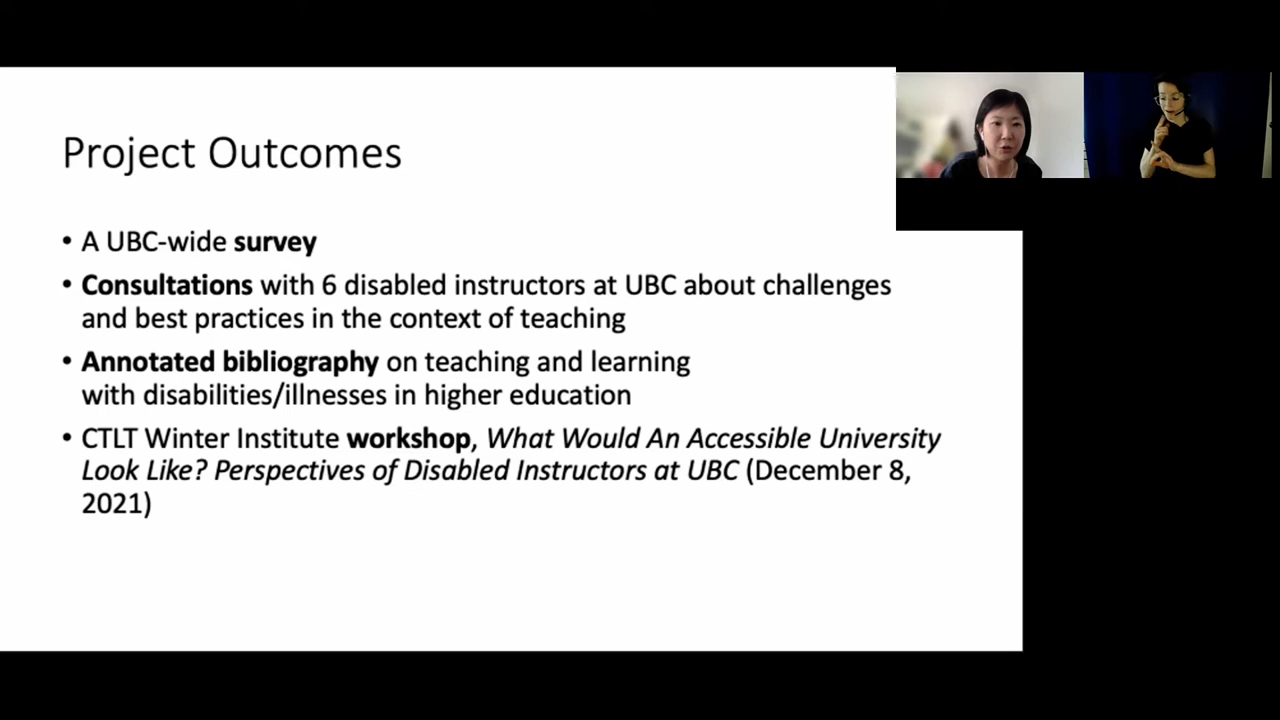 Project Outcomes
• A UBC-wide survey
• Consultations with 6 disabled instructors at UBC about challenges
and best practices in the context of teaching
• Annotated bibliography on teaching and learning
with disabilities/illnesses in higher education
• CTLT Winter Institute workshop, What Would An Accessible University
Look Like? Perspectives of Disabled Instructors at UBC (December 8,
2021)